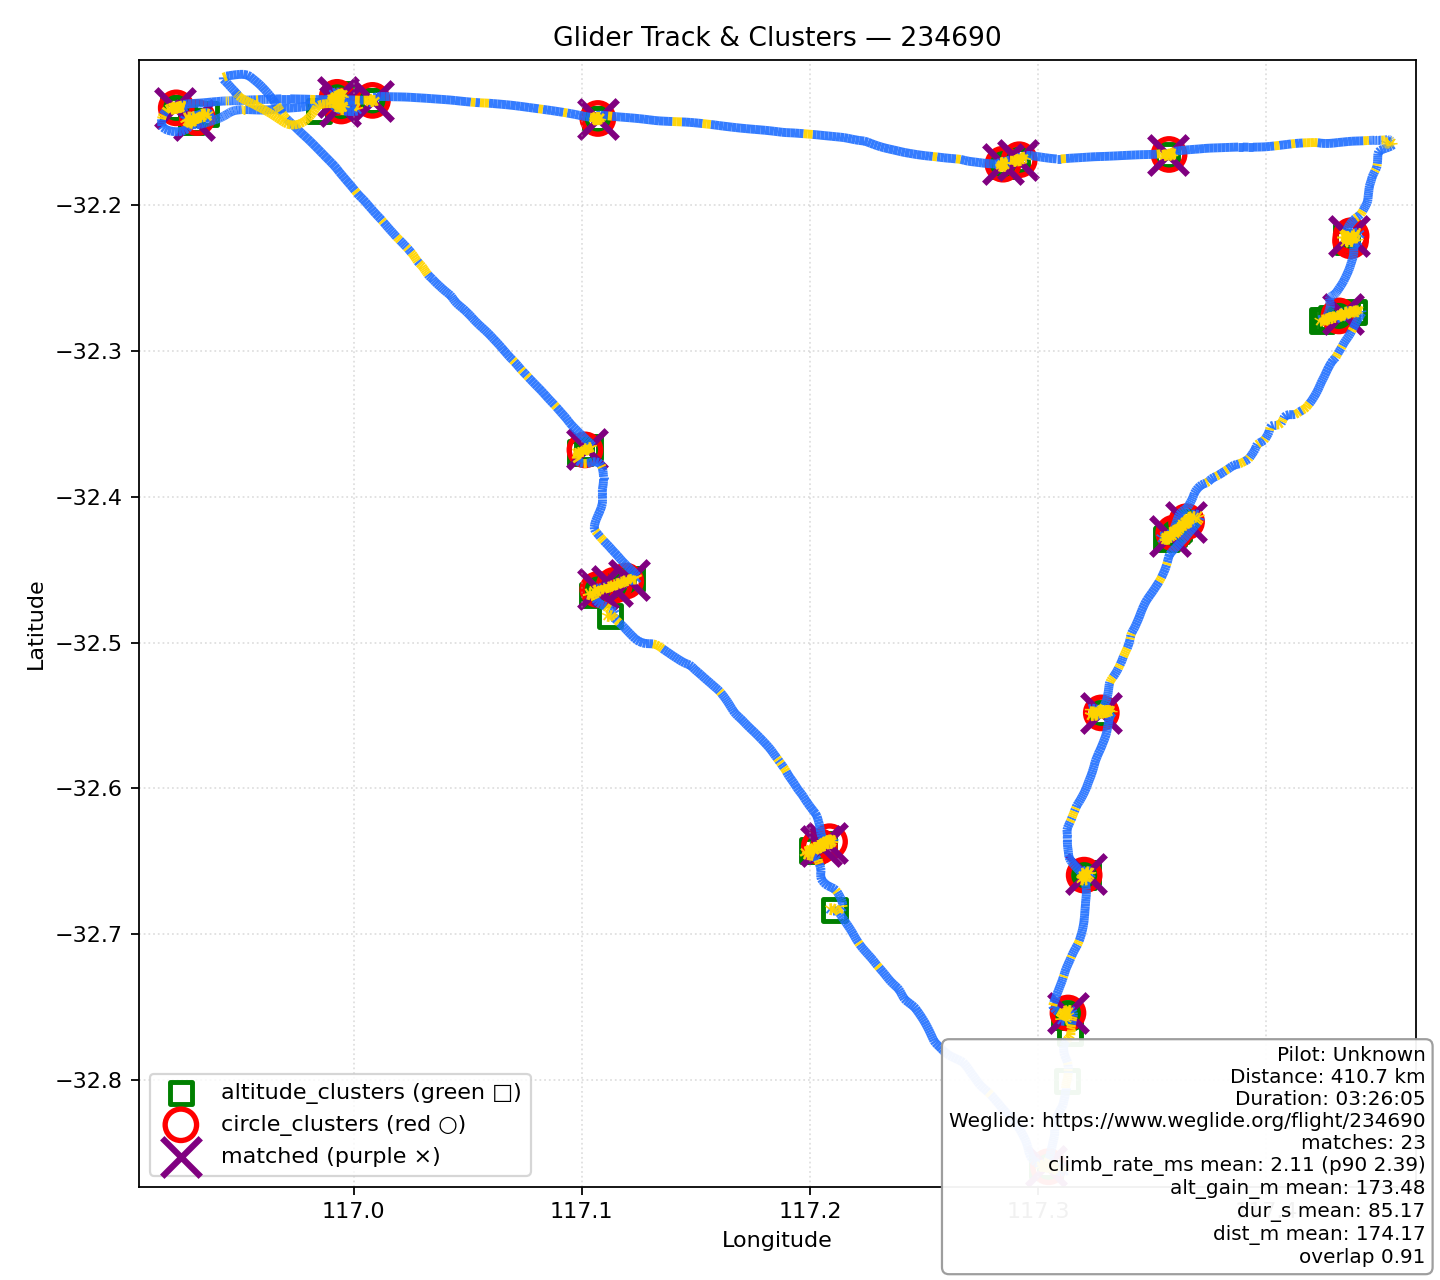 Glider Track & Clusters — 234690
Latitude
−32.2
−32.3
−32.4
−32.5
−32.6
−32.7
−32.8
altitude_clusters (green □)
circle_clusters (red ○)
matched (purple ×)
Pilot: Unknown
Distance: 410.7 km
Duration: 03:26:05
Weglide: https://www.weglide.org/flight/234690
matches: 23
climb_rate_ms mean: 2.11 (p90 2.39)
alt_gain_m mean: 173.48
dur_s mean: 85.17
dist_m mean: 174.17
overlap 0.91
117.0
117.1
117.2
117.3
Longitude